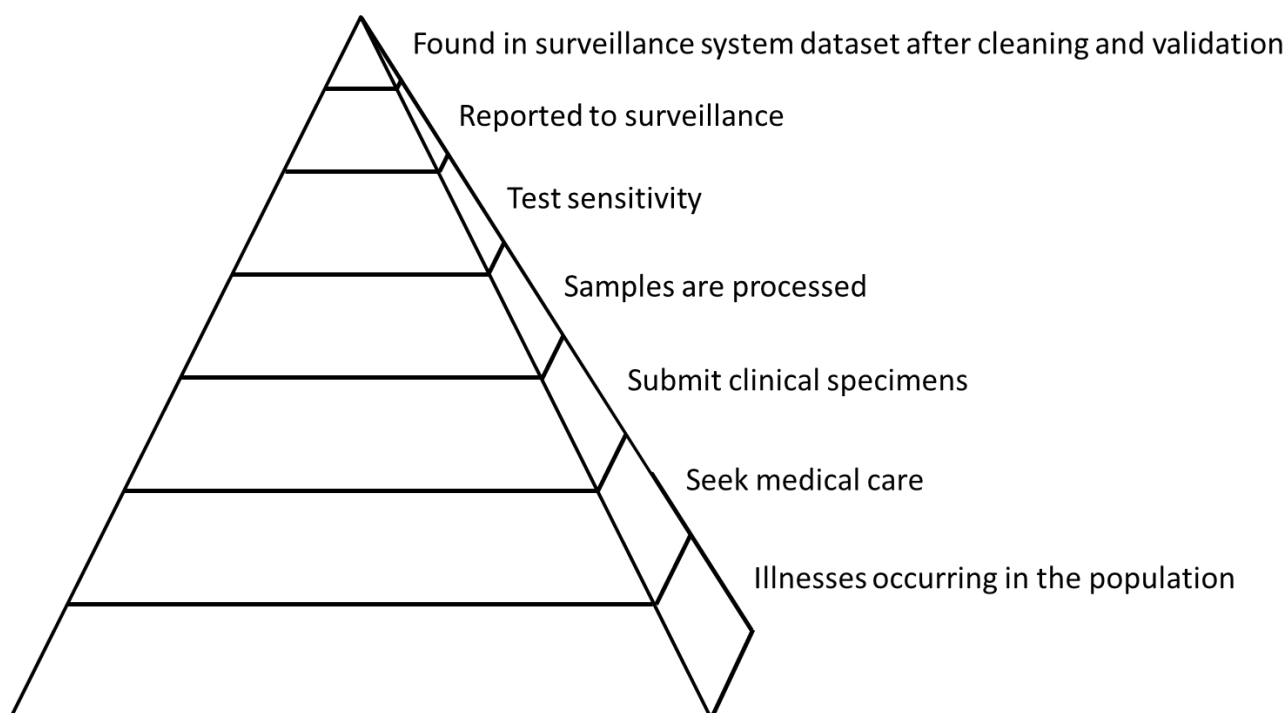 Found in surveillance system dataset after cleaning and validation
Reported to surveillance
Test sensitivity
Samples are processed
Submit clinical specimens
Seek medical care
Illnesses occurring in the population